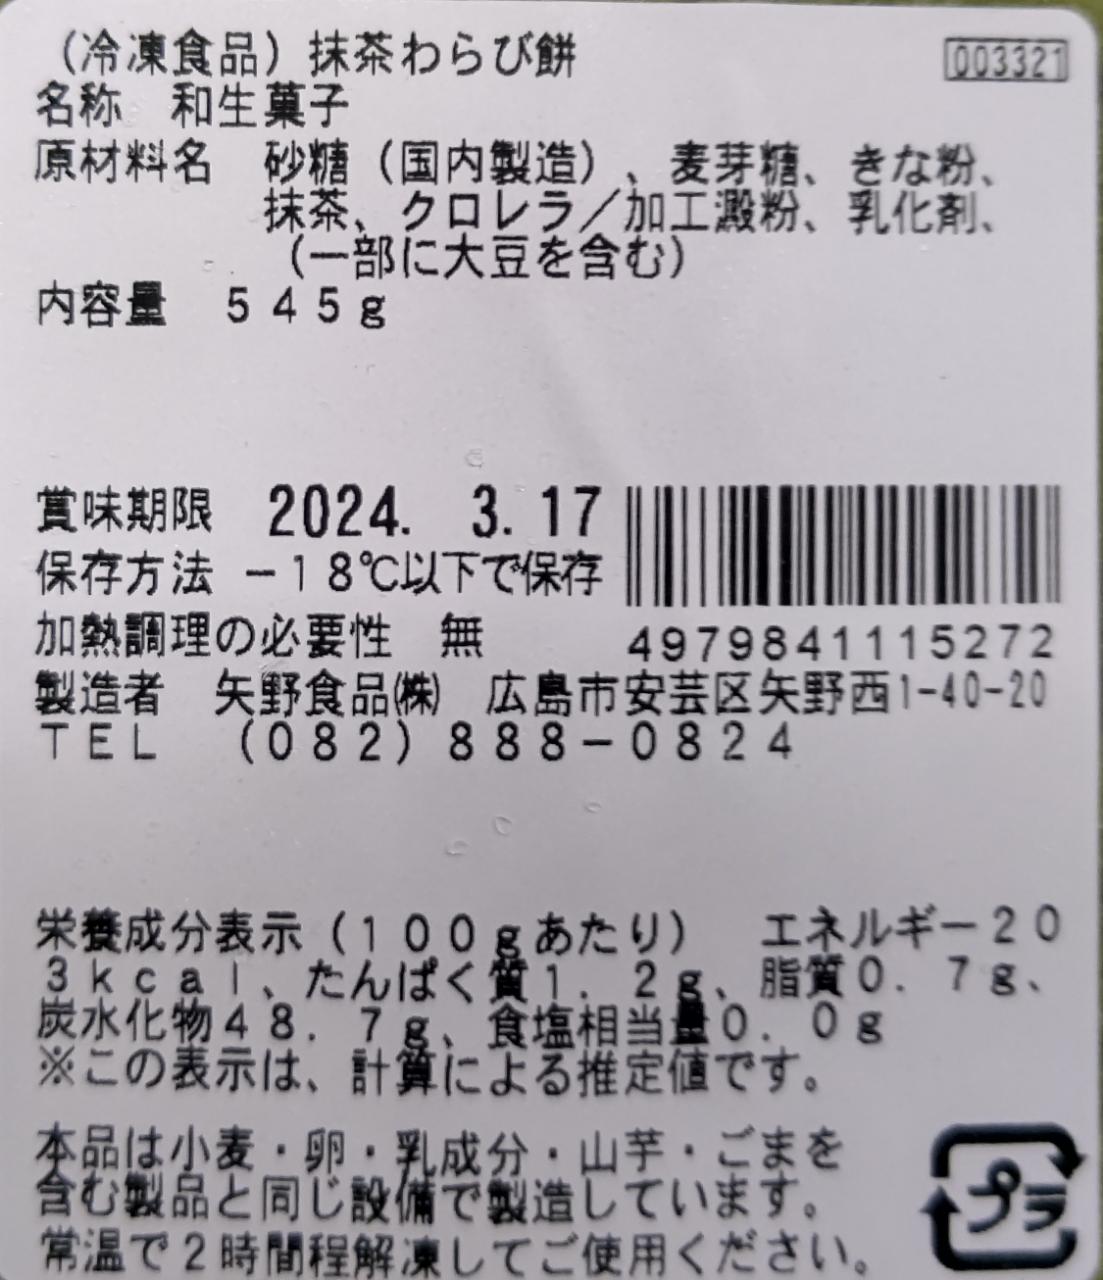 （冷凍食品）抹茶わらび餅
003321
名称　和生菓子
原材料名　砂糖（国内製造）、麦芽糖、きな粉、
抹茶、クロレラ／加工澱粉、乳化剤、
（一部に大豆を含む）
内容量　５４５ｇ
賞味期限　2024. 3. 17
保存方法　－１８℃以下で保存
加熱調理の必要性　無
4979841115272
製造者　矢野食品㈱　広島市安芸区矢野西1-40-20
ＴＥＬ　（０８２）８８８－０８２４
栄養成分表示（１００ｇあたり）　エネルギー２０
３ｋｃａｌ、たんぱく質１．２ｇ、脂質０．７ｇ、
炭水化物４８．７ｇ、食塩相当量０．０ｇ
※この表示は、計算による推定値です。
本品は小麦・卵・乳成分・山芋・ごまを
含む製品と同じ設備で製造しています。
常温で２時間程解凍してご使用ください。
プラ